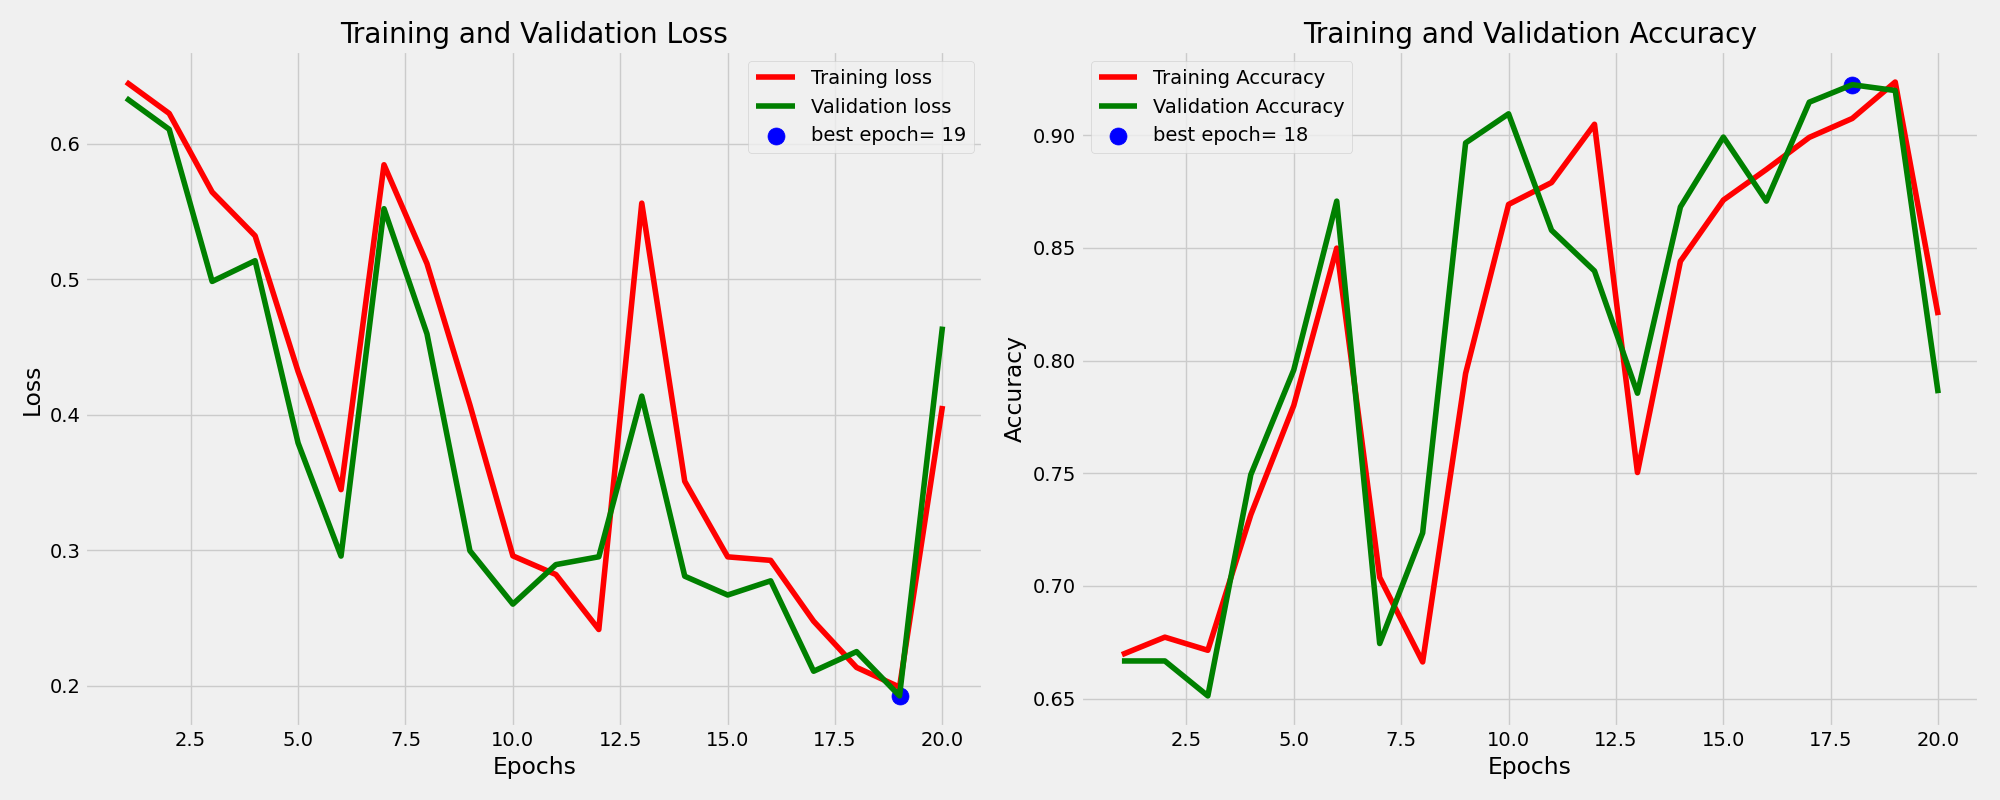 Training and Validation Loss
Training loss
Validation loss
best epoch= 19
0.6
0.5
0.4
0.3
0.2
Loss
2.5 5.0 7.5 10.0 12.5 15.0 17.5 20.0
Epochs
Training and Validation Accuracy
Training Accuracy
Validation Accuracy
best epoch= 18
0.90
0.85
0.80
0.75
0.70
0.65
Accuracy
2.5 5.0 7.5 10.0 12.5 15.0 17.5 20.0
Epochs